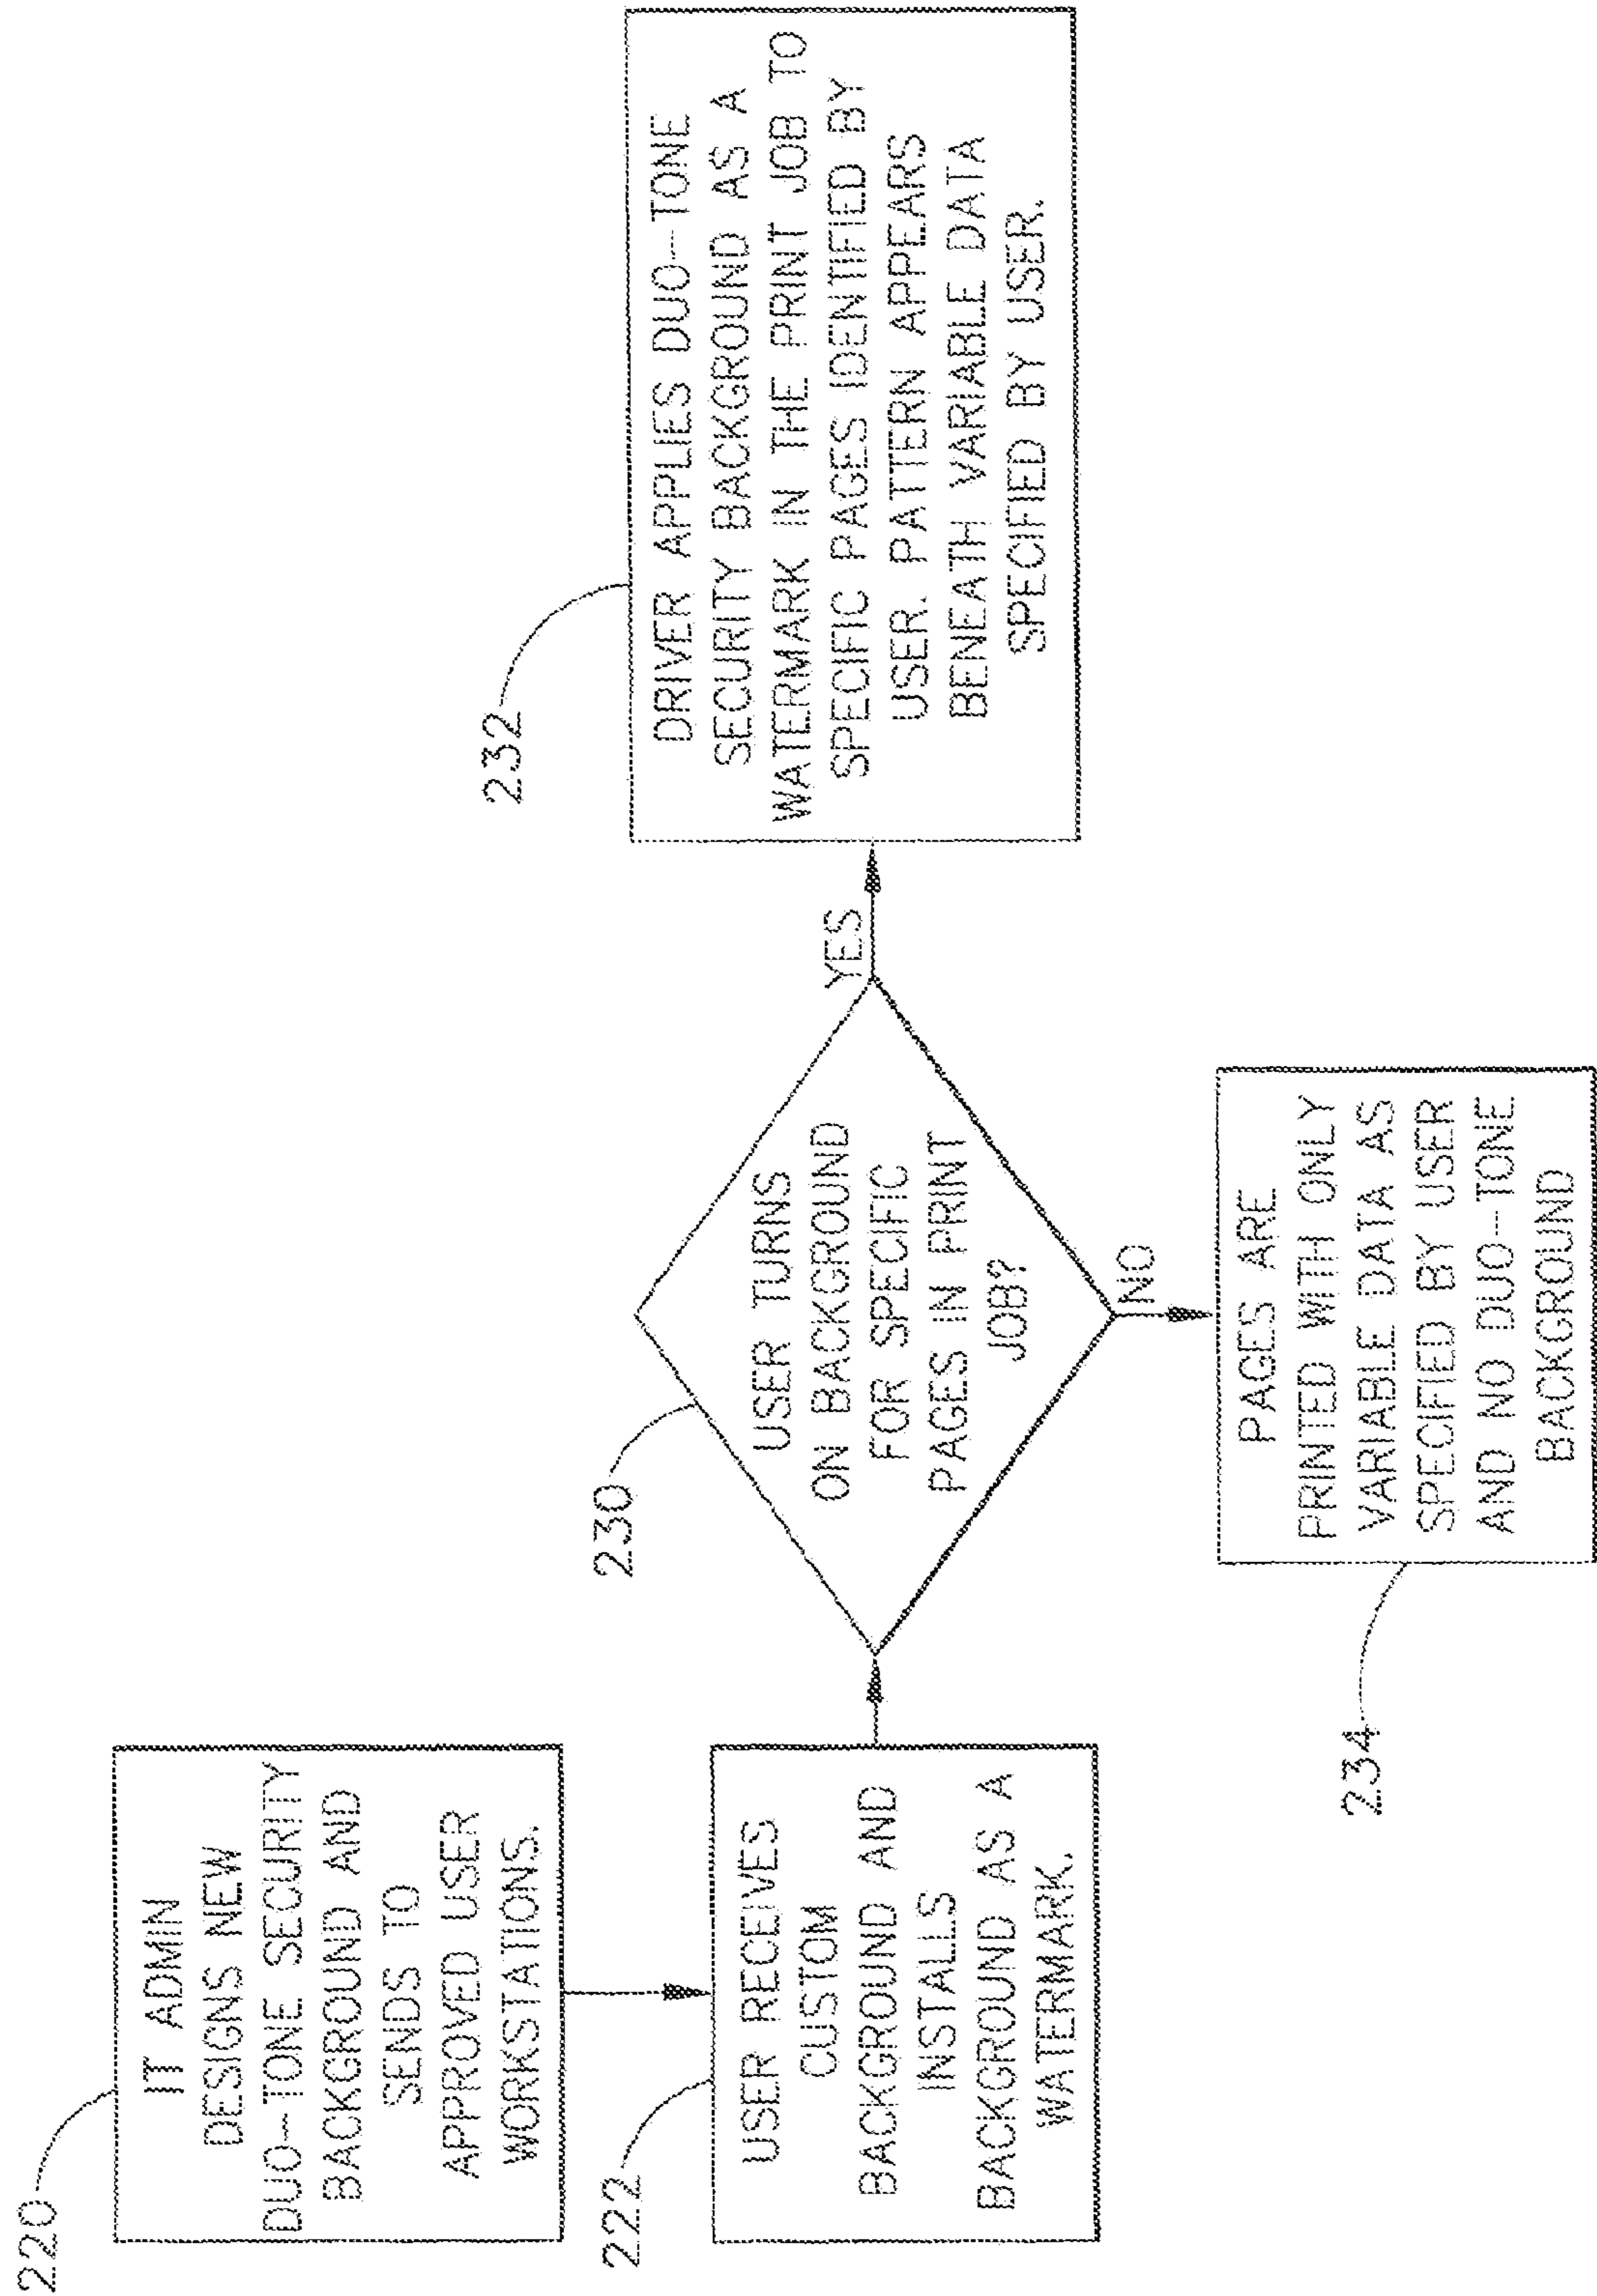 220
IT ADMIN
DESIGNS NEW
DUO-TONE SECURITY
BACKGROUND AND
SENDS TO
APPROVED USER
WORKSTATIONS.
222
USER RECEIVES
CUSTOM
BACKGROUND AND
INSTALLS
BACKGROUND AS A
WATERMARK.
230
USER TURNS
ON BACKGROUND
FOR SPECIFIC
PAGES IN PRINT
JOB?
YES
NO
232
DRIVER APPLIES DUO-TONE
SECURITY BACKGROUND AS A
WATERMARK IN THE PRINT JOB TO
SPECIFIC PAGES IDENTIFIED BY
USER. PATTERN APPEARS
BENEATH VARIABLE DATA
SPECIFIED BY USER.
234
PAGES ARE
PRINTED WITH ONLY
VARIABLE DATA AS
SPECIFIED BY USER
AND NO DUO-TONE
BACKGROUND